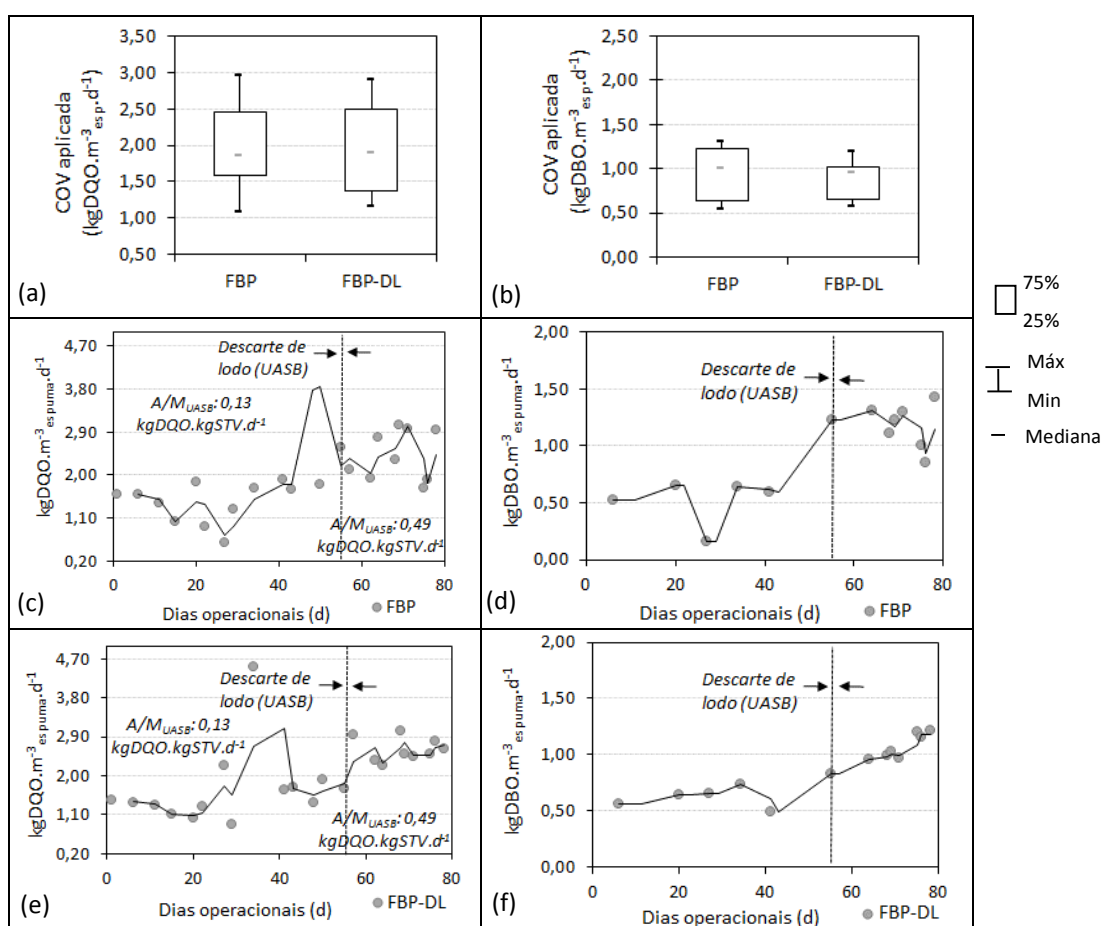 3,50
3,00
2,50
2,00
1,50
1,00
0,50
COV aplicada
(kgDQO.m⁻³esp.d⁻¹)
FBP
FBP-DL
(a)
2,50
2,00
1,50
1,00
0,50
0,00
COV aplicada
(kgDBO.m⁻³esp.d⁻¹)
FBP
FBP-DL
(b)
75%
25%
Máx
Min
Mediana
4,70
3,80
2,90
2,00
1,10
0,20
kgDQO.m⁻³espuma.d⁻¹
Descarte de
lodo (UASB)
A/MUASB: 0,13
kgDQO.kgSTV.d⁻¹
A/MUASB: 0,49
kgDQO.kgSTV.d⁻¹
0 20 40 60 80
Dias operacionais (d)
FBP
(c)
2,00
1,50
1,00
0,50
0,00
kgDBO.m⁻³espuma.d⁻¹
Descarte de
lodo (UASB)
0 20 40 60 80
Dias operacionais (d)
FBP
(d)
4,70
3,80
2,90
2,00
1,10
0,20
kgDQO.m⁻³espuma.d⁻¹
Descarte de
lodo (UASB)
A/MUASB: 0,13
kgDQO.kgSTV.d⁻¹
A/MUASB: 0,49
kgDQO.kgSTV.d⁻¹
0 20 40 60 80
Dias operacionais (d)
FBP-DL
(e)
2,00
1,50
1,00
0,50
0,00
kgDBO.m⁻³espuma.d⁻¹
Descarte de
lodo (UASB)
0 20 40 60 80
Dias operacionais (d)
FBP-DL
(f)